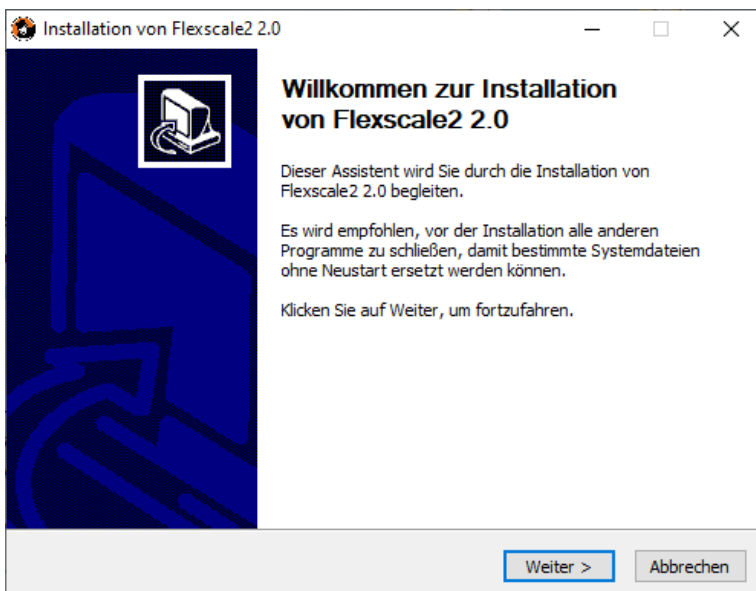 Installation von Flexscale2 2.0
Willkommen zur Installation
von Flexscale2 2.0
Dieser Assistent wird Sie durch die Installation von
Flexscale2 2.0 begleiten.
Es wird empfohlen, vor der Installation alle anderen
Programme zu schließen, damit bestimmte Systemdateien
ohne Neustart ersetzt werden können.
Klicken Sie auf Weiter, um fortzufahren.
Weiter >
Abbrechen